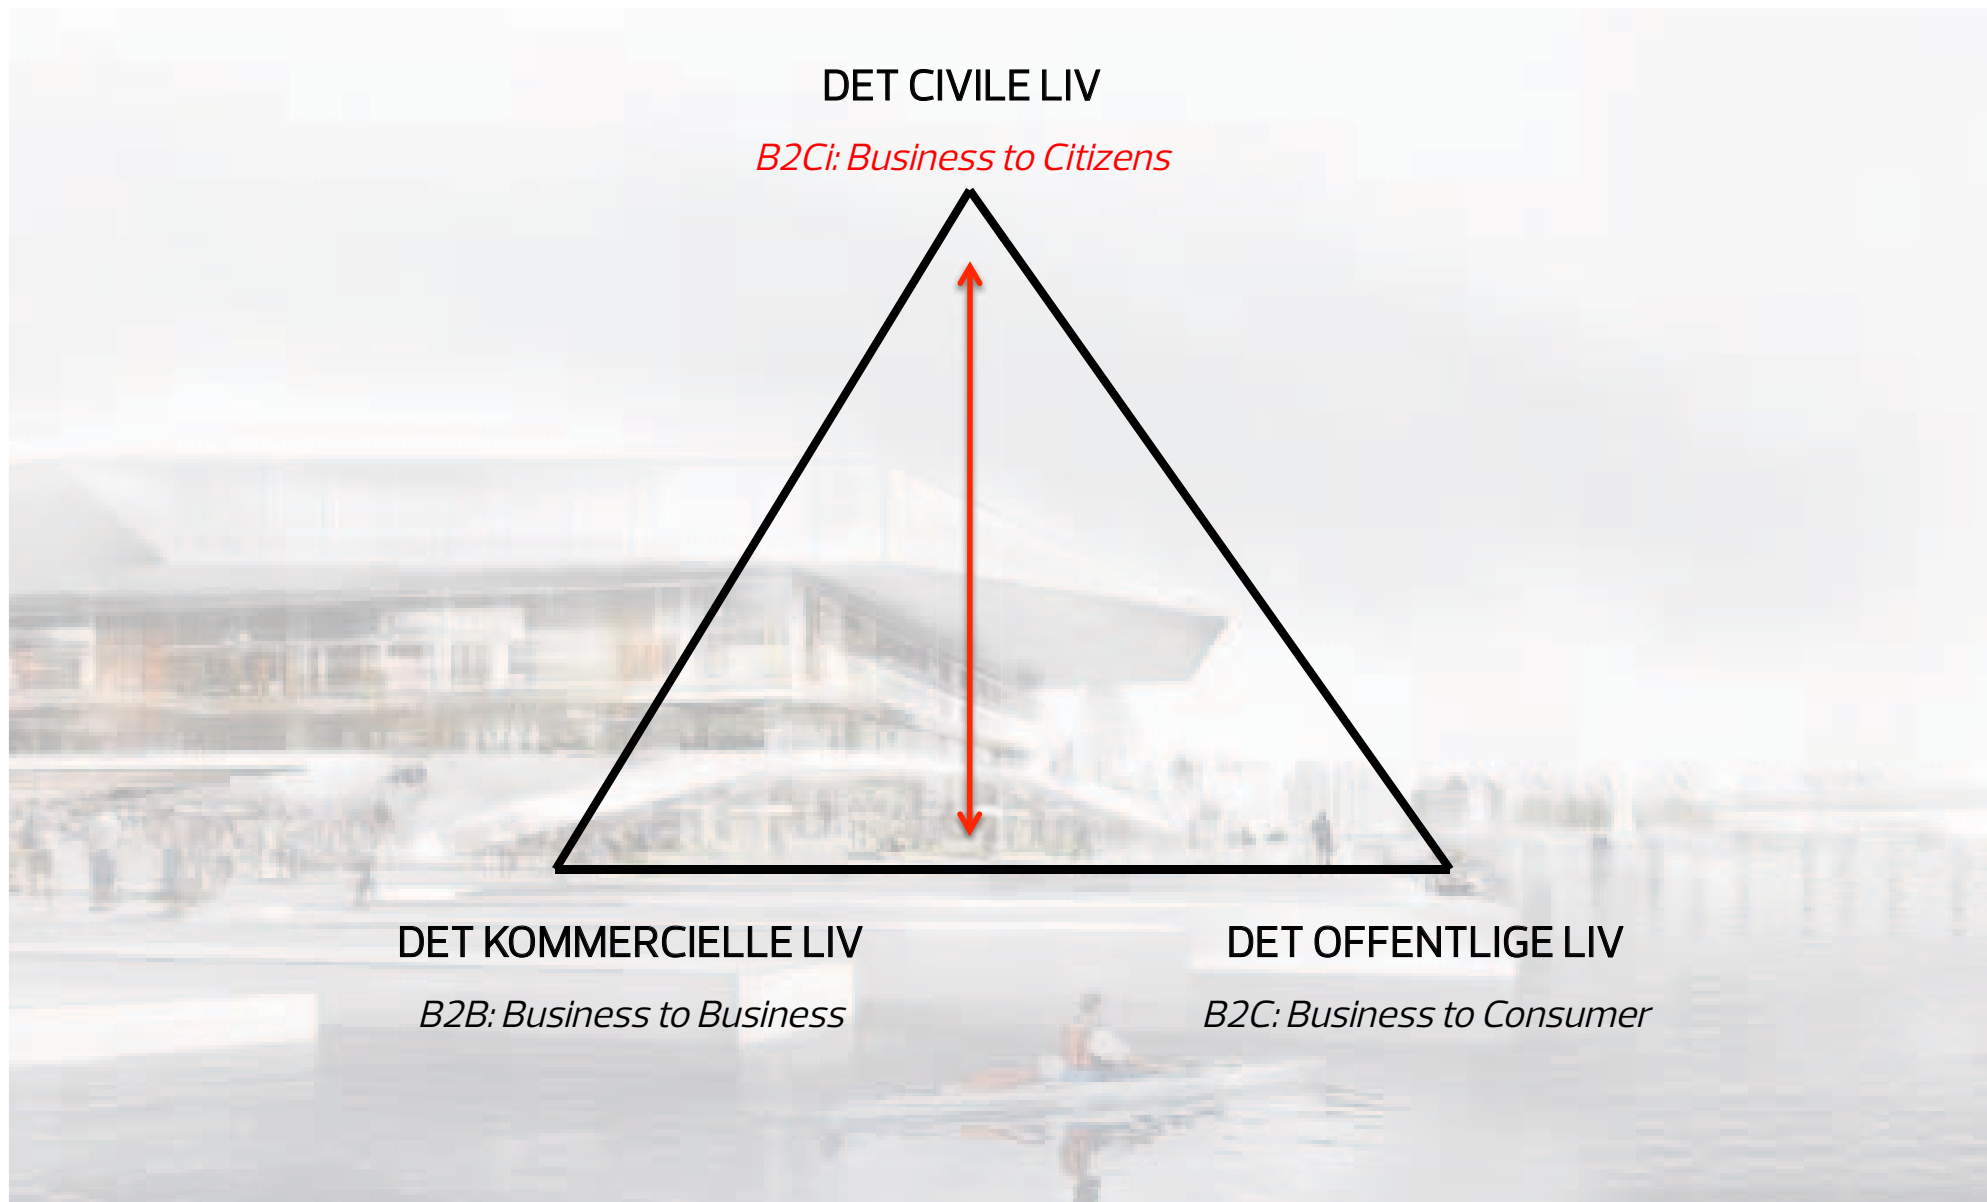 DET CIVILE LIV
B2Ci: Business to Citizens
DET KOMMERCIELLE LIV
B2B: Business to Business
DET OFFENTLIGE LIV
B2C: Business to Consumer